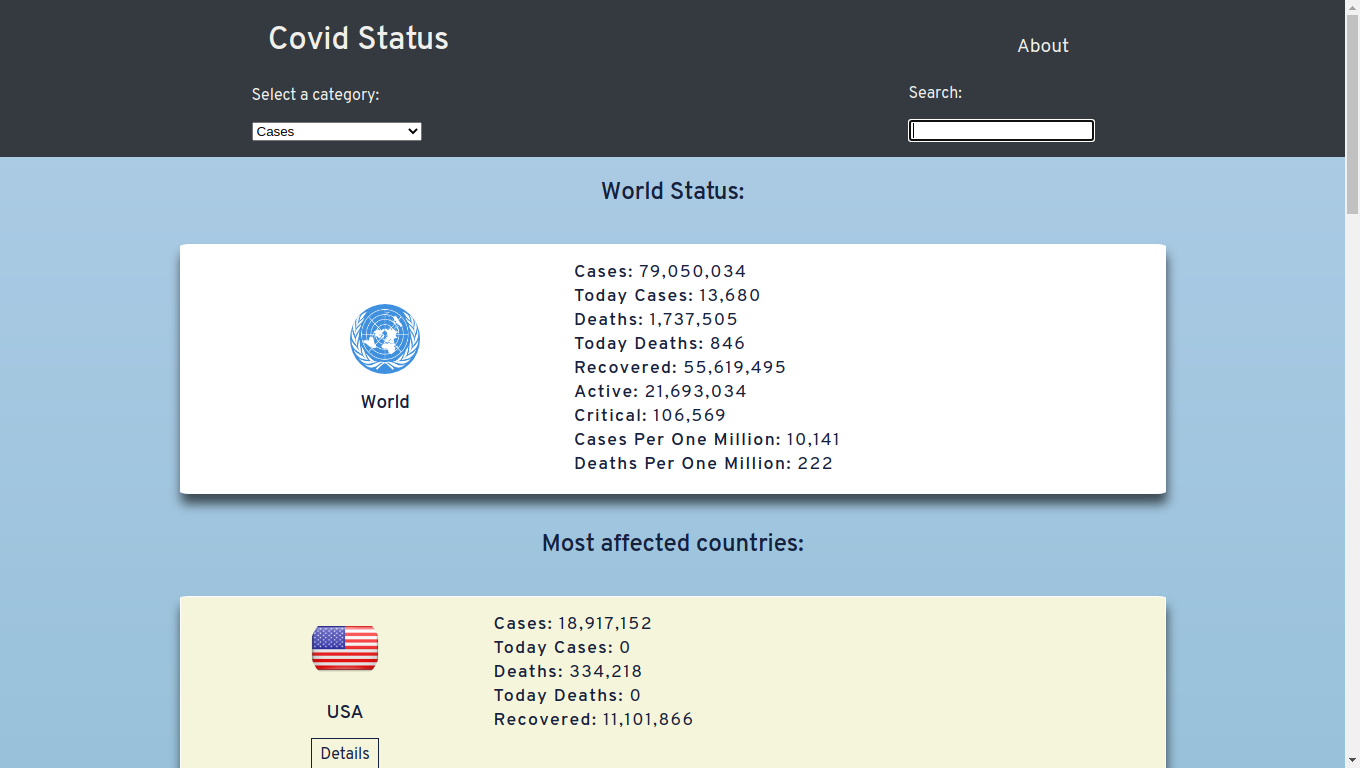 Covid Status
About
Select a category:
Search:
Cases
World Status:
Cases: 79,050,034
Today Cases: 13,680
Deaths: 1,737,505
Today Deaths: 846
Recovered: 55,619,495
Active: 21,693,034
Critical: 106,569
Cases Per One Million: 10,141
Deaths Per One Million: 222
World
Most affected countries:
Cases: 18,917,152
Today Cases: 0
Deaths: 334,218
Today Deaths: 0
Recovered: 11,101,866
USA
Details